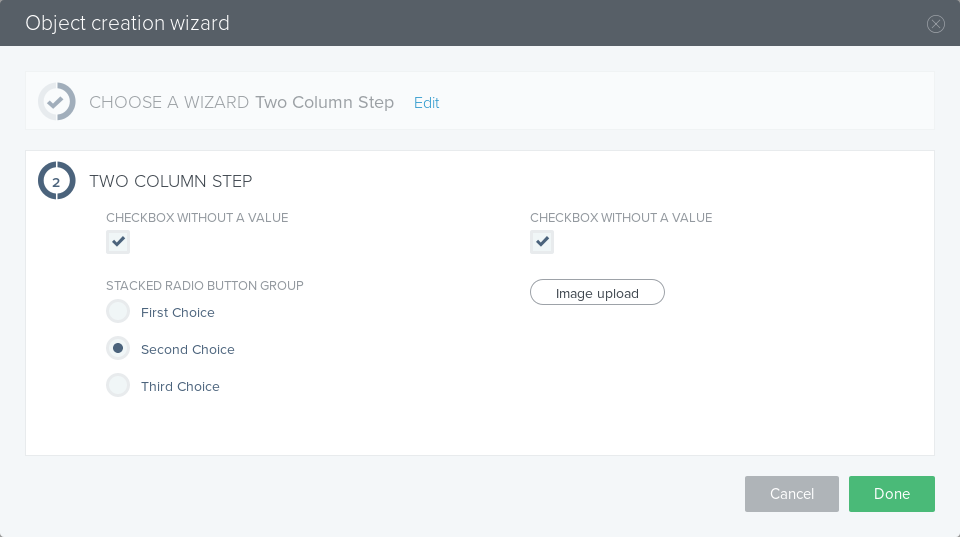 Object creation wizard
CHOOSE A WIZARD Two Column Step Edit
2 TWO COLUMN STEP
CHECKBOX WITHOUT A VALUE
CHECKBOX WITHOUT A VALUE
STACKED RADIO BUTTON GROUP
First Choice
Second Choice
Third Choice
Image upload
Cancel
Done